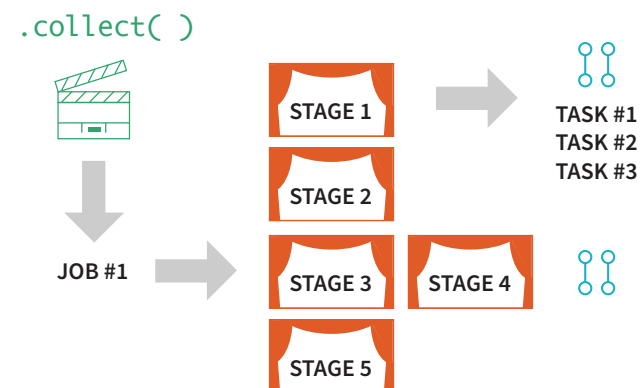 .collect( )
STAGE 1
TASK #1
TASK #2
TASK #3
STAGE 2
JOB #1
STAGE 3
STAGE 4
STAGE 5